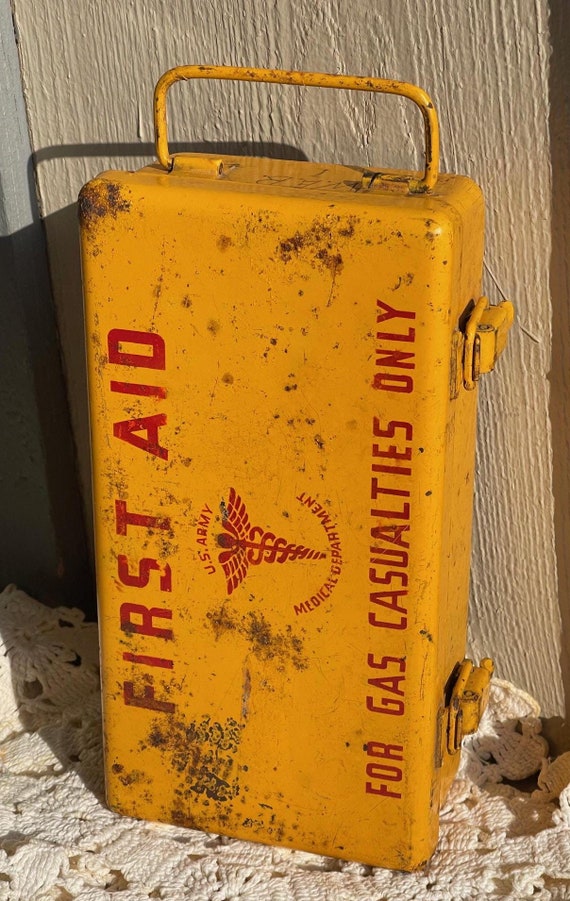 FIRST AID
U.S. ARMY
MEDICAL DEPARTMENT
FOR GAS CASUALTIES ONLY